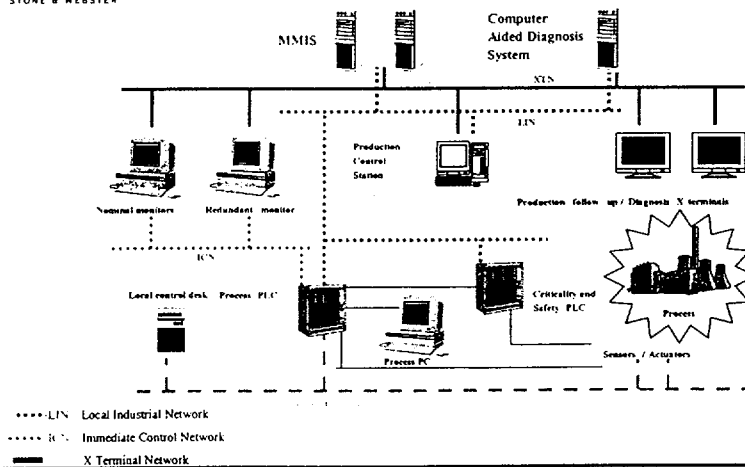 STONE & WEBSTER
MMIS
Computer
Aided Diagnosis
System
XTN
LIN
Production
Control
Station
Nominal monitors
Redundant monitor
Production follow up / Diagnosis X terminals
ICN
Local control desk
Process PLC
Criticality and
Safety PLC
Process
Process PC
Sensors / Actuators
LIN Local Industrial Network
ICN Immediate Control Network
X Terminal Network